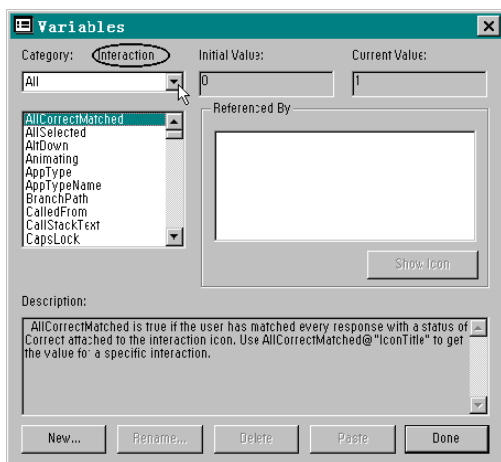 Variables
Category: Interaction Initial Value: Current Value:
All 0 1
Referenced By
AllCorrectMatched
AllSelected
AltDown
Animating
AppType
AppTypeName
BranchPath
CalledFrom
CallStackText
CapsLock
Show Icon
Description:
AllCorrectMatched is true if the user has matched every response with a status of
Correct attached to the interaction icon. Use AllCorrectMatched@"IconTitle" to get
the value for a specific interaction.
New... Rename... Delete Paste Done